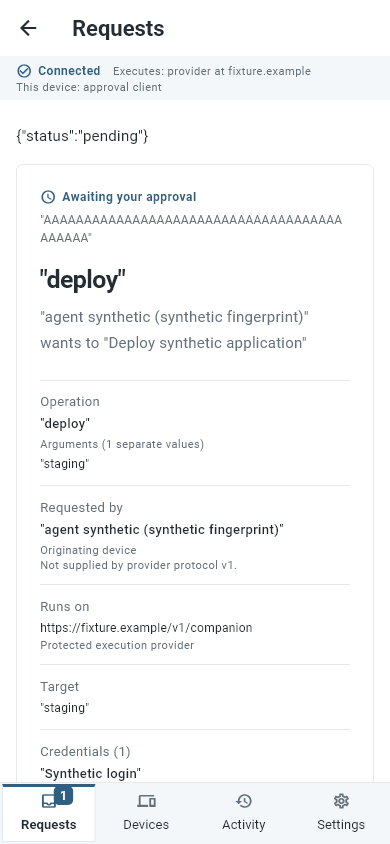 Requests
Connected Executes: provider at fixture.example
This device: approval client
{"status":"pending"}
Awaiting your approval
"AAAAAAAAAAAAAAAAAAAAAAAAAAAAAAAAAAAAA
AAAAAA"
"deploy"
"agent synthetic (synthetic fingerprint)"
wants to "Deploy synthetic application"
Operation
"deploy"
Arguments (1 separate values)
"staging"
Requested by
"agent synthetic (synthetic fingerprint)"
Originating device
Not supplied by provider protocol v1.
Runs on
https://fixture.example/v1/companion
Protected execution provider
Target
"staging"
Credentials (1)
"Synthetic login"
1
Requests Devices Activity Settings